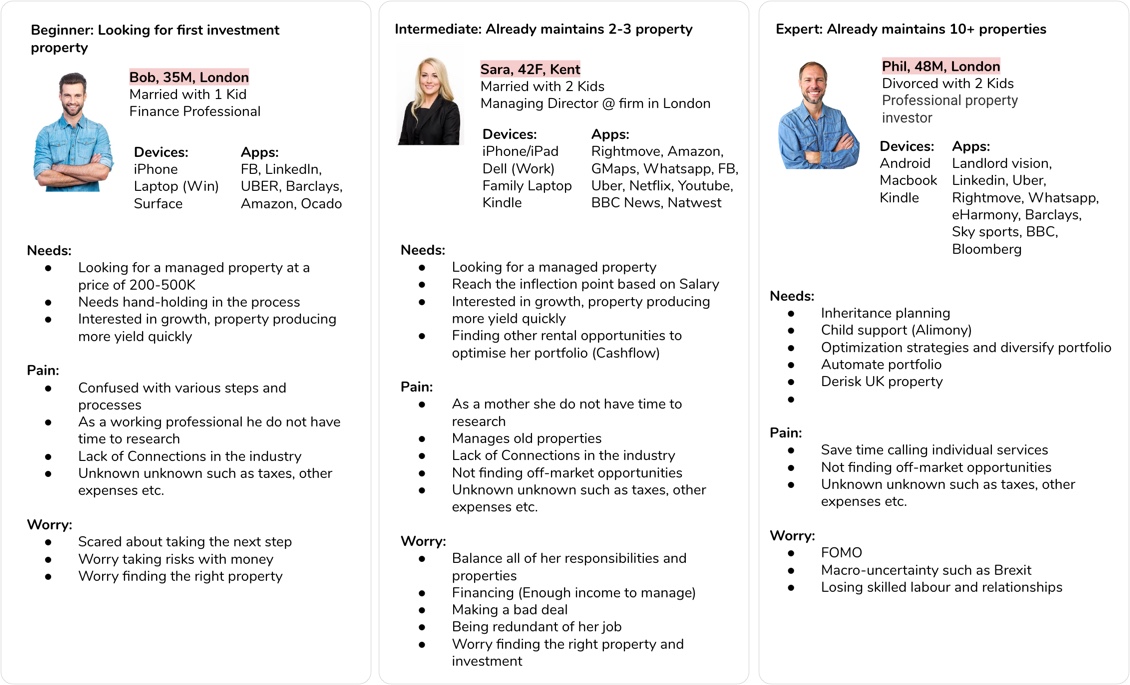 Beginner: Looking for first investment
property
Bob, 35M, London
Married with 1 Kid
Finance Professional
Devices:
iPhone
Laptop (Win)
Surface
Apps:
FB, LinkedIn,
UBER, Barclays,
Amazon, Ocado
Needs:
● Looking for a managed property at a
price of 200-500K
● Needs hand-holding in the process
● Interested in growth, property producing
more yield quickly
Pain:
● Confused with various steps and
processes
● As a working professional he do not have
time to research
● Lack of Connections in the industry
● Unknown unknown such as taxes, other
expenses etc.
Worry:
● Scared about taking the next step
● Worry taking risks with money
● Worry finding the right property
Intermediate: Already maintains 2-3 property
Sara, 42F, Kent
Married with 2 Kids
Managing Director @ firm in London
Devices:
iPhone/iPad
Dell (Work)
Family Laptop
Kindle
Apps:
Rightmove, Amazon,
GMaps, Whatsapp, FB,
Uber, Netflix, Youtube,
BBC News, Natwest
Needs:
● Looking for a managed property
● Reach the inflection point based on Salary
● Interested in growth, property producing
more yield quickly
● Finding other rental opportunities to
optimise her portfolio (Cashflow)
Pain:
● As a mother she do not have time to
research
● Manages old properties
● Lack of Connections in the industry
● Not finding off-market opportunities
● Unknown unknown such as taxes, other
expenses etc.
Worry:
● Balance all of her responsibilities and
properties
● Financing (Enough income to manage)
● Making a bad deal
● Being redundant of her job
● Worry finding the right property and
investment
Expert: Already maintains 10+ properties
Phil, 48M, London
Divorced with 2 Kids
Professional property
investor
Devices:
Android
Macbook
Kindle
Apps:
Landlord vision,
Linkedin, Uber,
Rightmove, Whatsapp,
eHarmony, Barclays,
Sky sports, BBC,
Bloomberg
Needs:
● Inheritance planning
● Child support (Alimony)
● Optimization strategies and diversify portfolio
● Automate portfolio
● Derisk UK property
●
Pain:
● Save time calling individual services
● Not finding off-market opportunities
● Unknown unknown such as taxes, other
expenses etc.
Worry:
● FOMO
● Macro-uncertainty such as Brexit
● Losing skilled labour and relationships